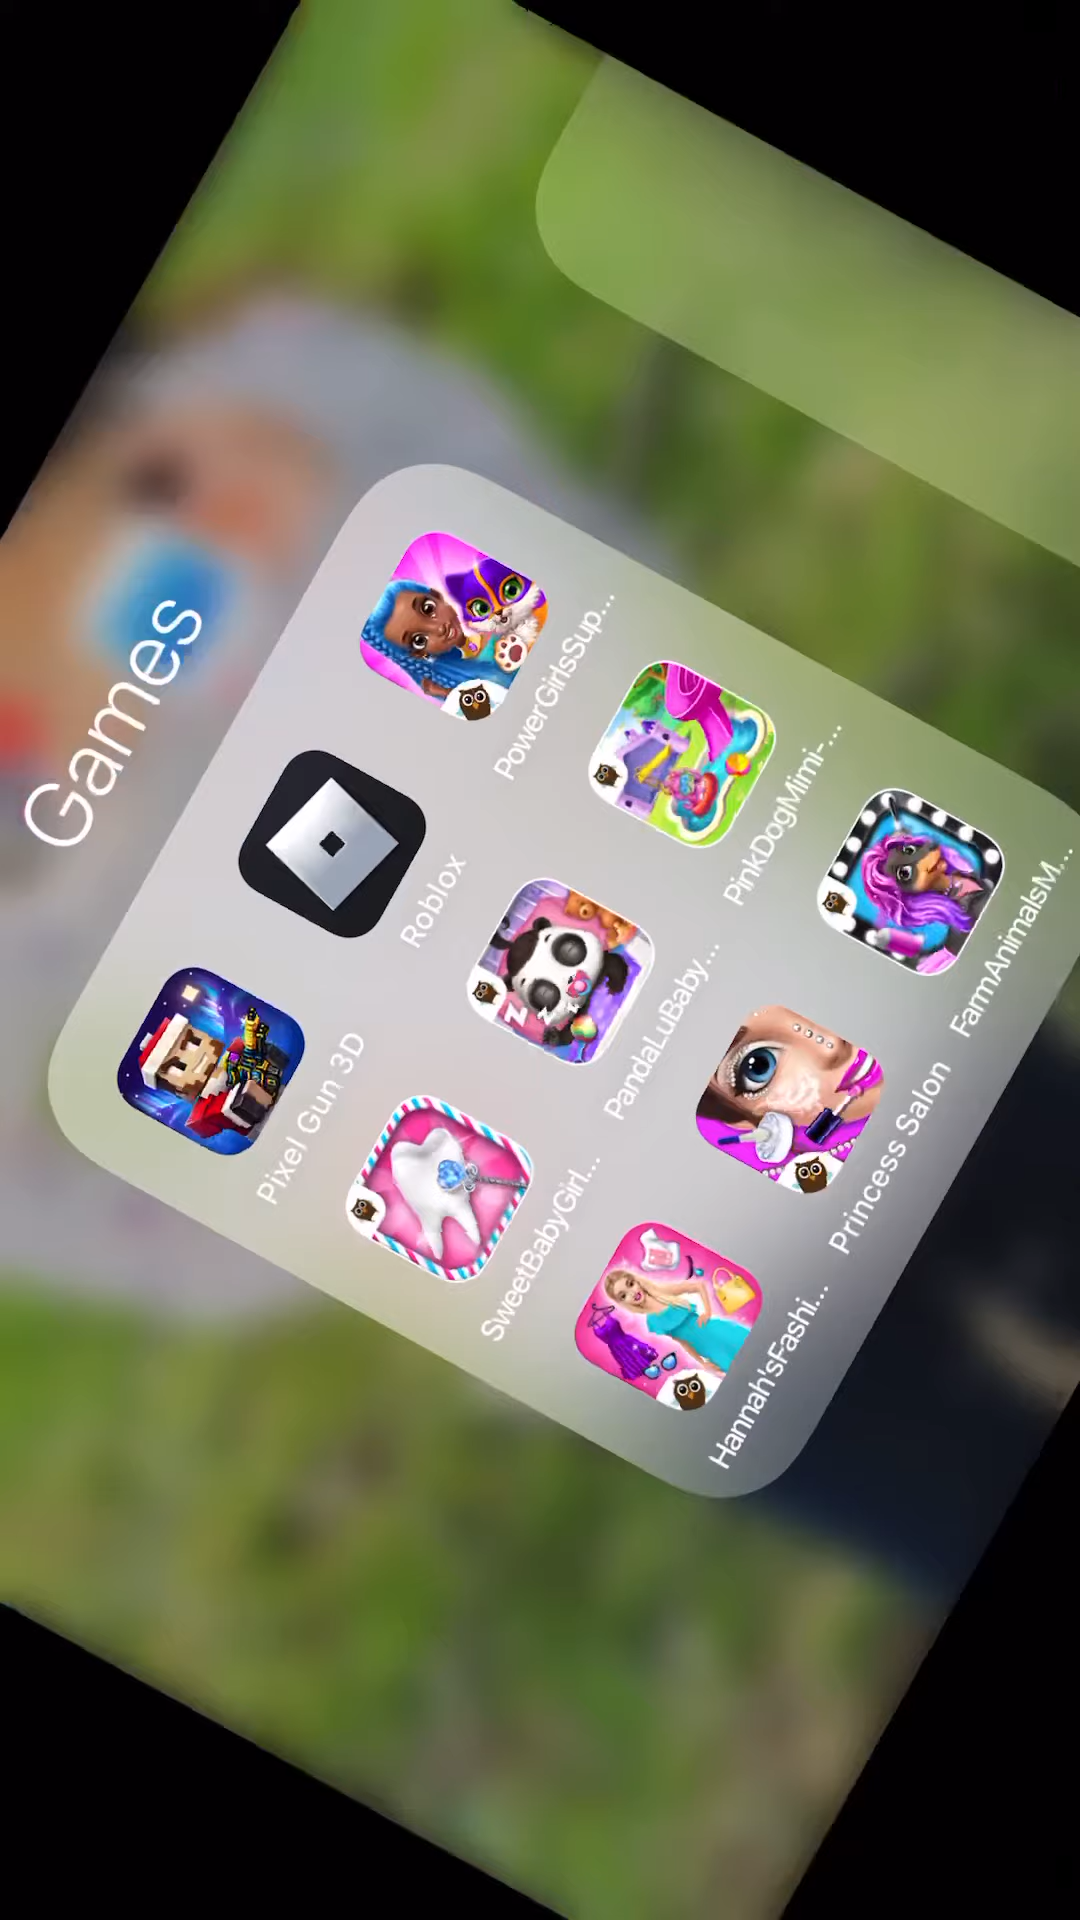 Games
Pixel Gun 3D
Roblox
PowerGirlsSup...
SweetBabyGirl...
PandaLuBaby...
PinkDogMimi-...
Hannah'sFashi...
Princess Salon
FarmAnimalsM...
z
z
z